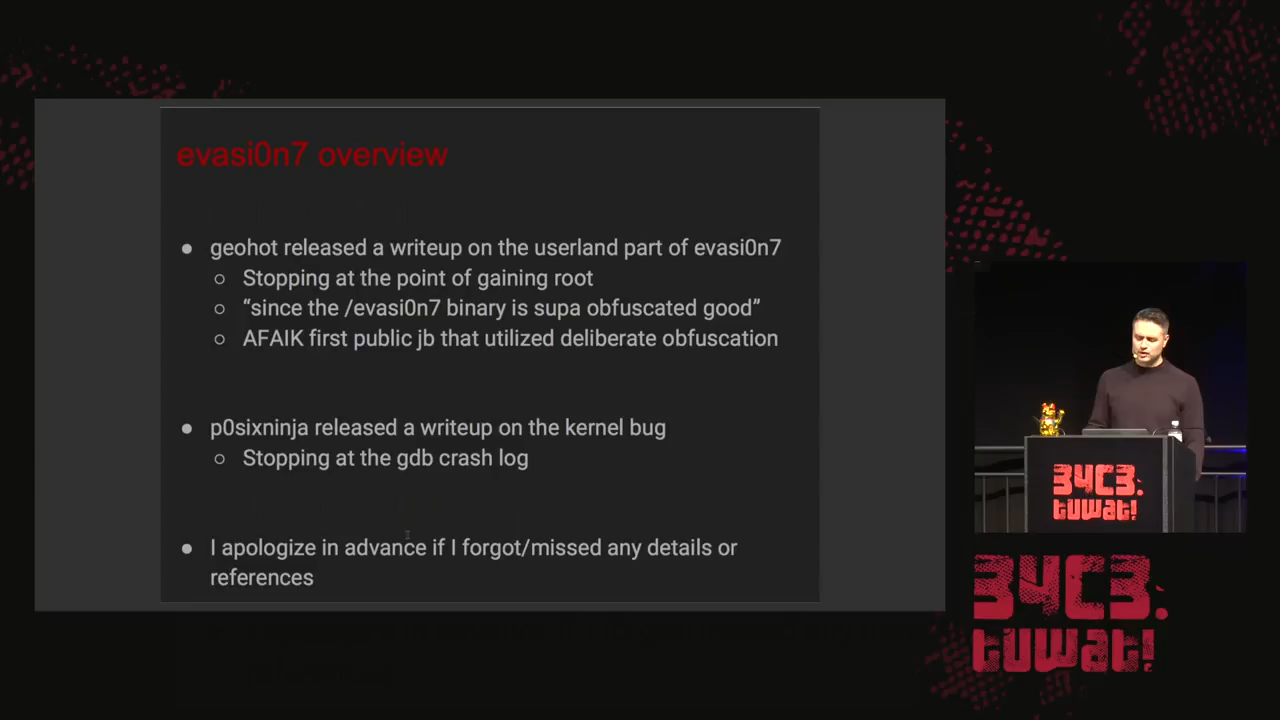 evasi0n7 overview
● geohot released a writeup on the userland part of evasi0n7
○ Stopping at the point of gaining root
○ “since the /evasi0n7 binary is supa obfuscated good”
○ AFAIK first public jb that utilized deliberate obfuscation
● p0sixninja released a writeup on the kernel bug
○ Stopping at the gdb crash log
● I apologize in advance if I forgot/missed any details or
references
34C3.
tuwat!
34C3.
tuwat!